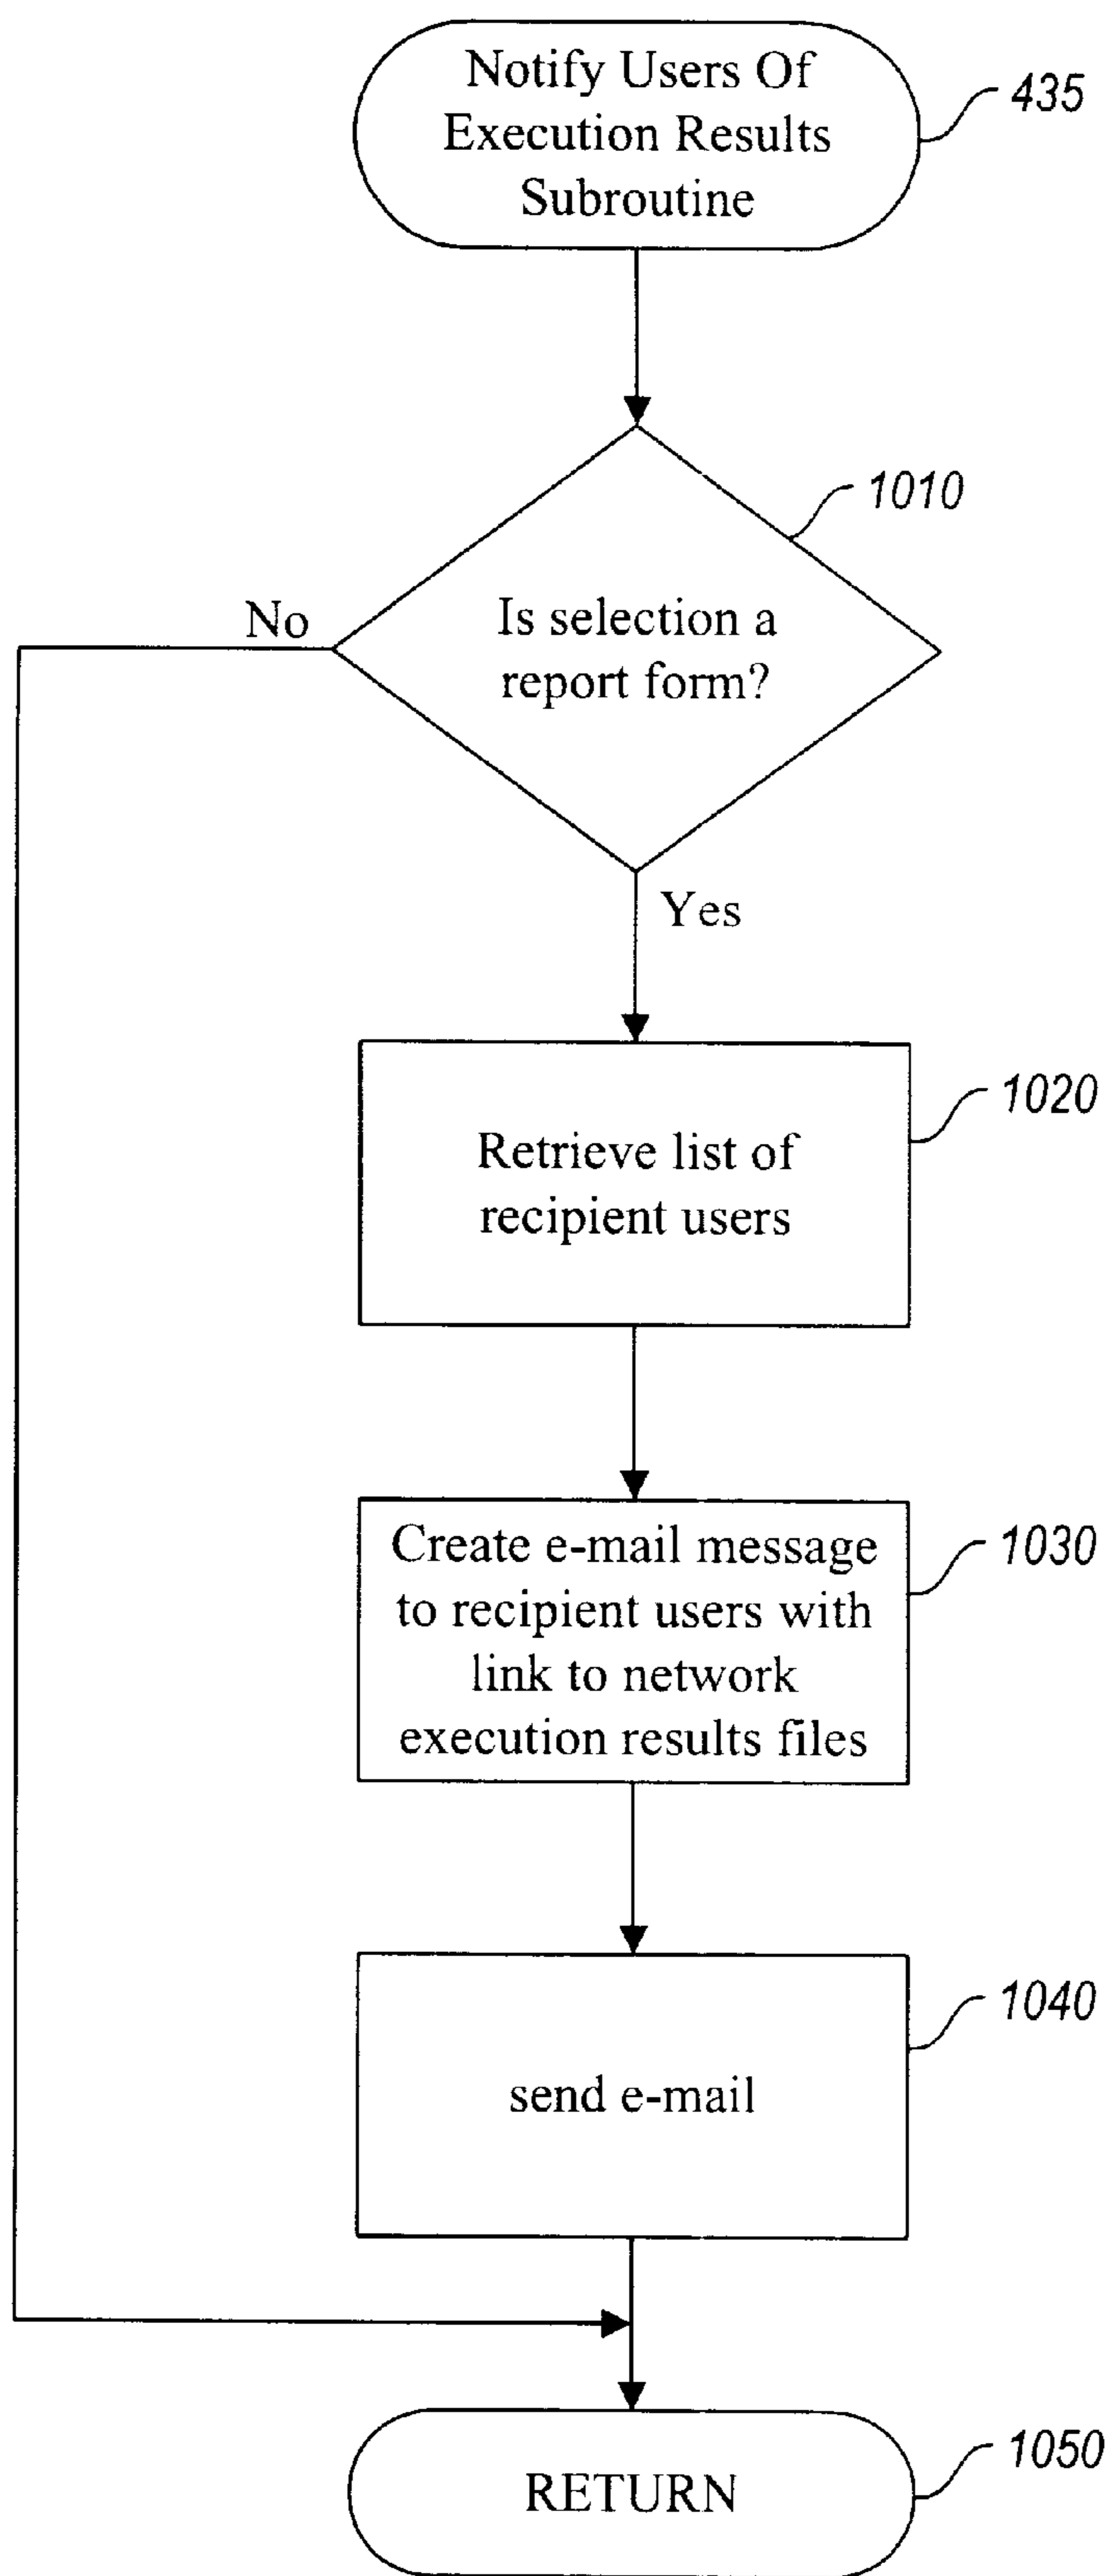 Notify Users Of
Execution Results
Subroutine
435
1010
Is selection a
report form?
No
Yes
1020
Retrieve list of
recipient users
1030
Create e-mail message
to recipient users with
link to network
execution results files
1040
send e-mail
1050
RETURN